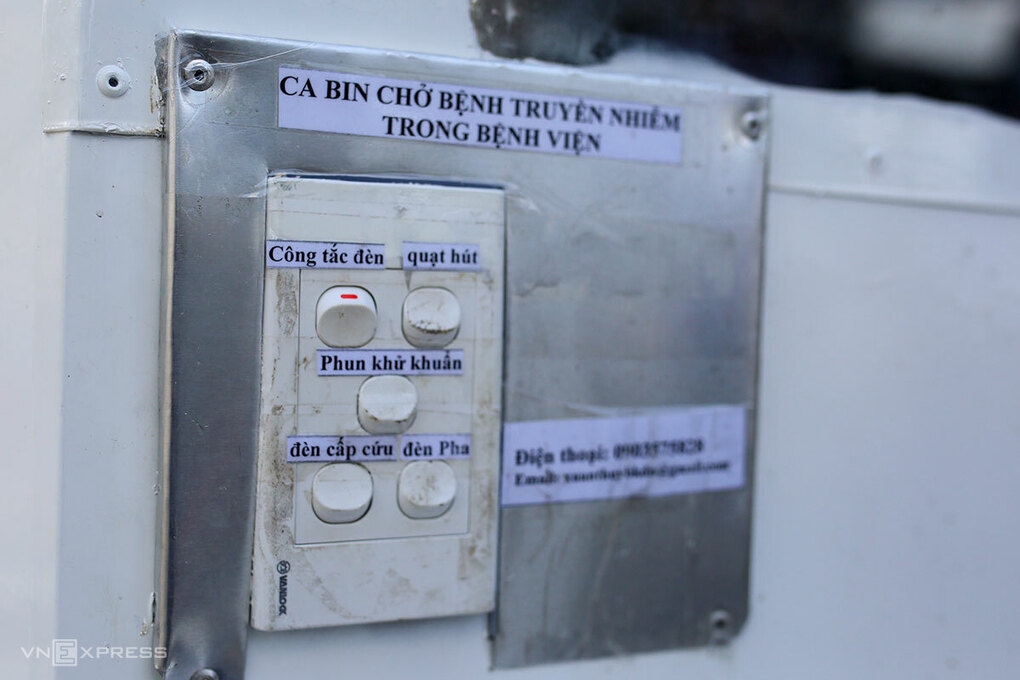 CA BIN CHỞ BỆNH TRUYỀN NHIỄM
TRONG BỆNH VIỆN
Công tắc đèn
quạt hút
Phun khử khuẩn
đèn cấp cứu
đèn Pha
Điện thoại:
Email:
VANLOCK
VNEXPRESS